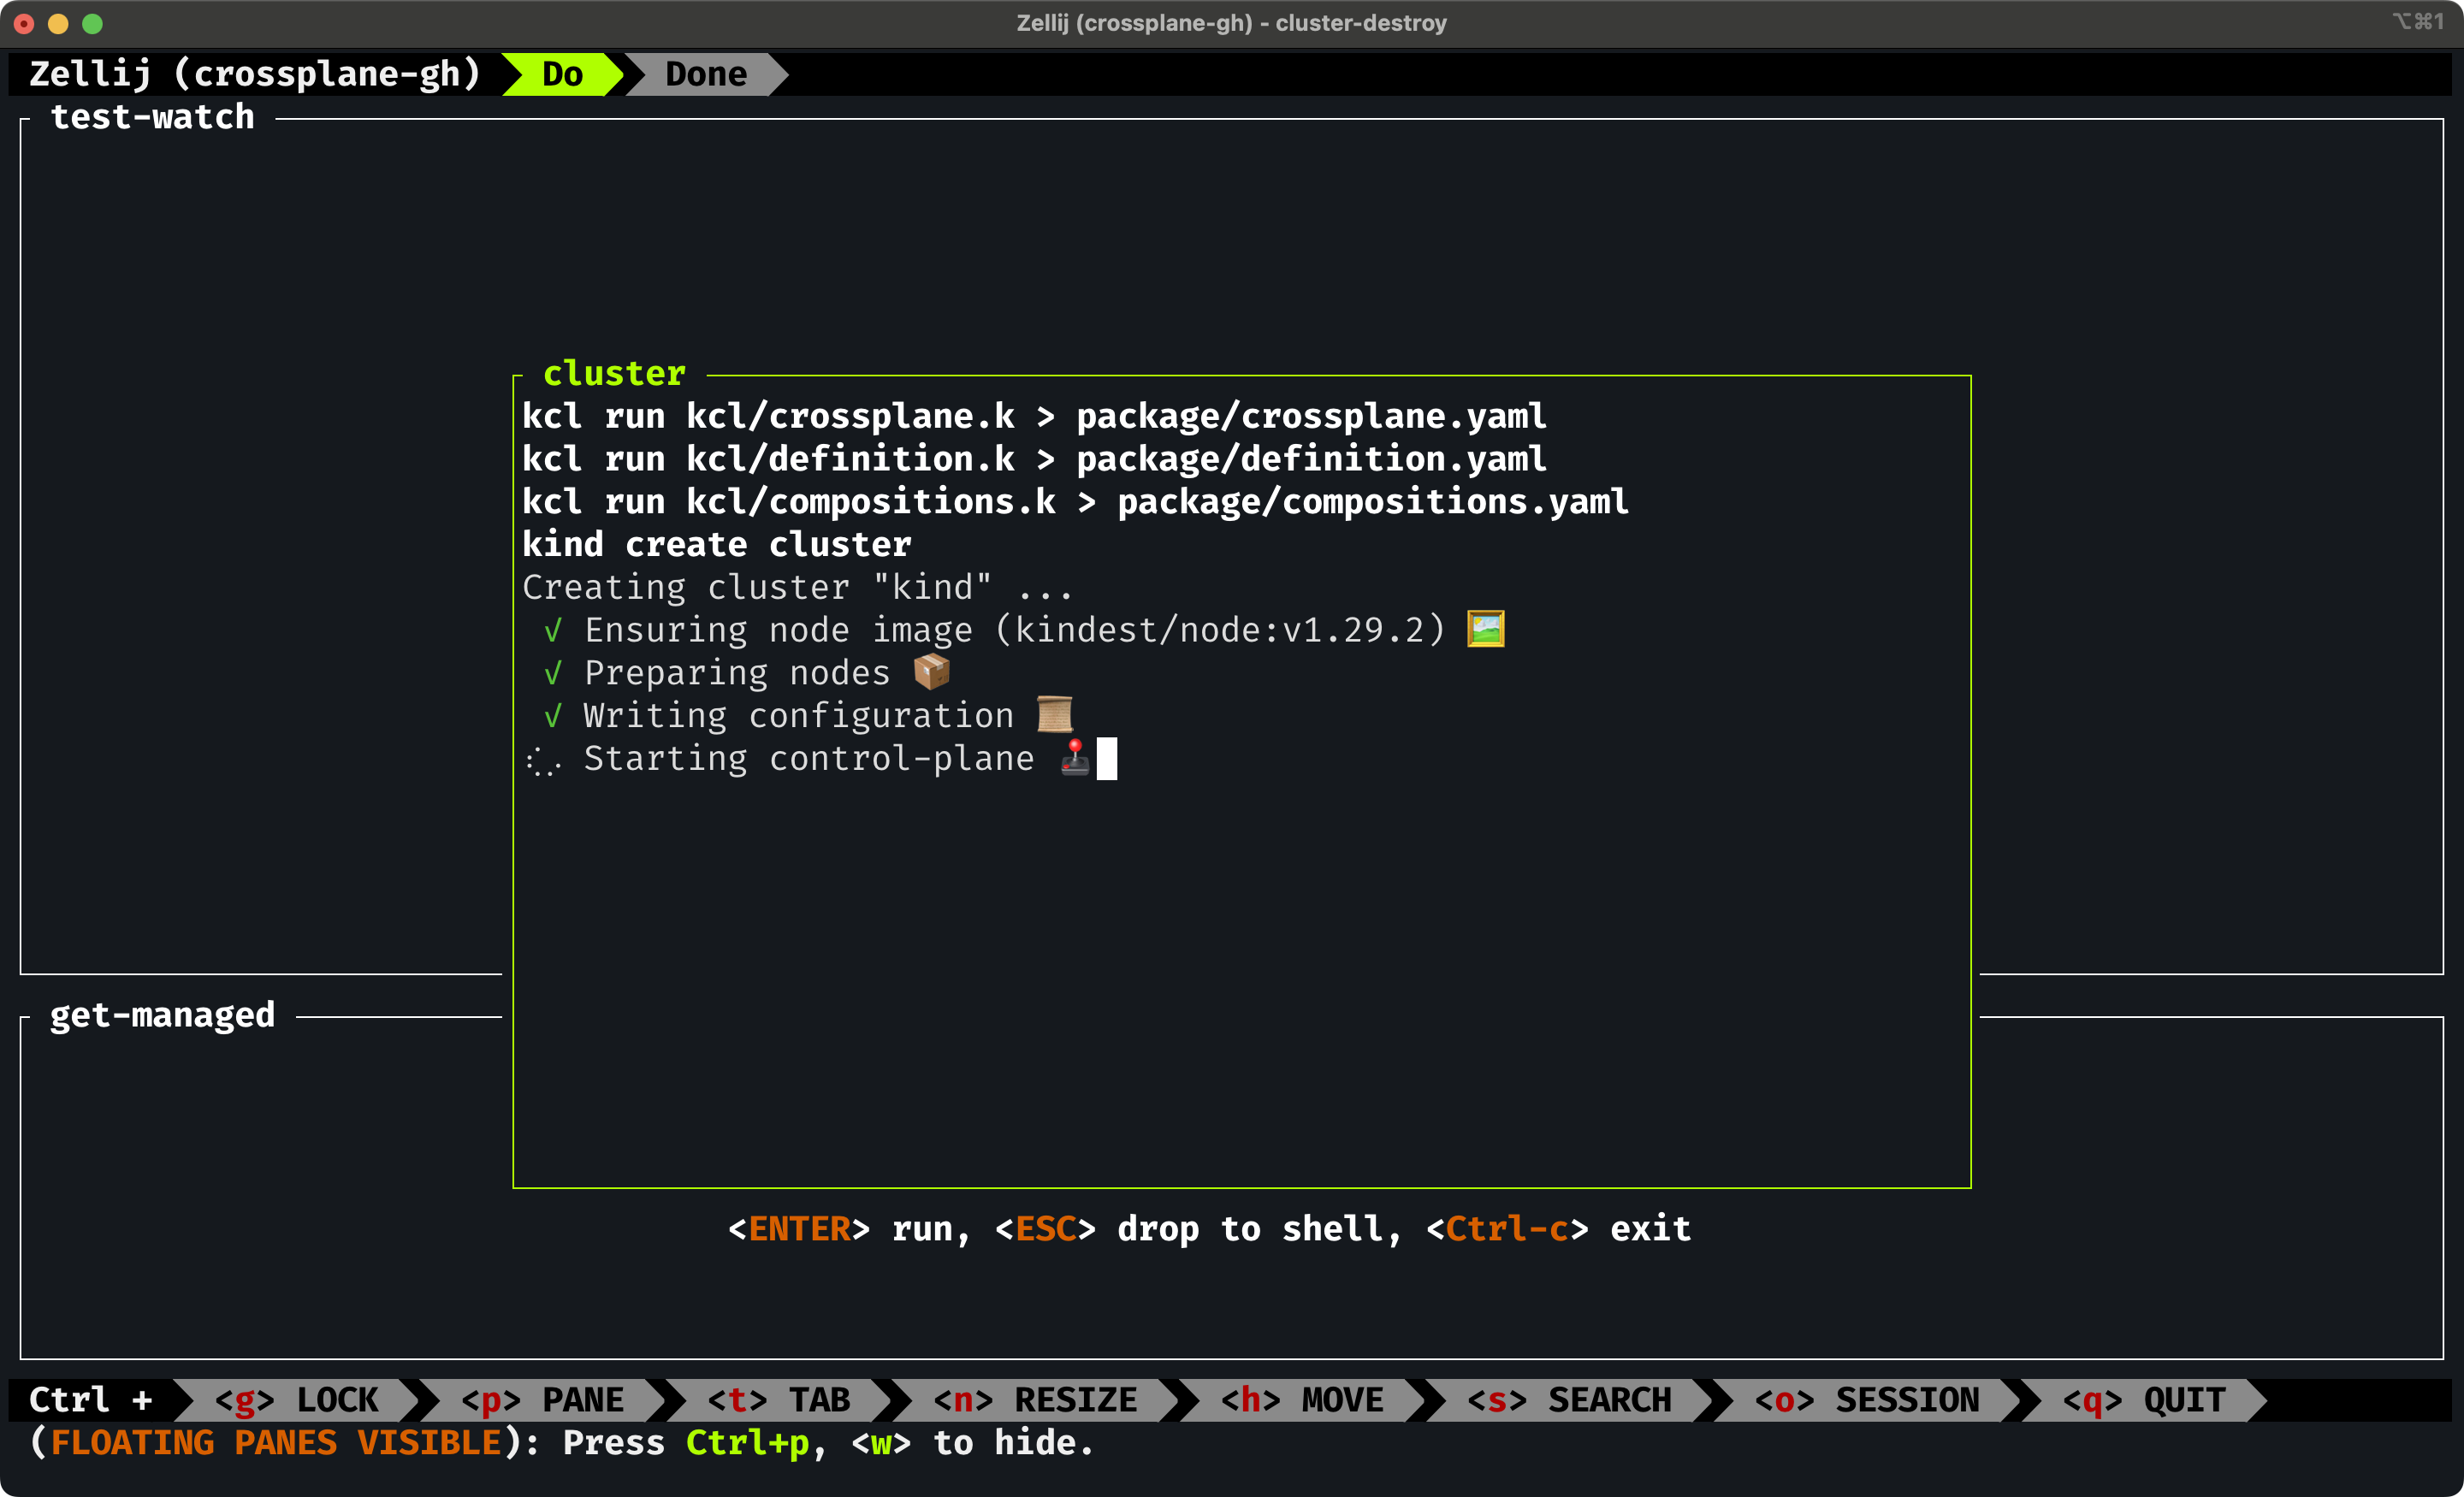 Zellij (crossplane-gh) - cluster-destroy
⌥⌘1
Zellij (crossplane-gh) Do Done
test-watch
cluster
kcl run kcl/crossplane.k > package/crossplane.yaml
kcl run kcl/definition.k > package/definition.yaml
kcl run kcl/compositions.k > package/compositions.yaml
kind create cluster
Creating cluster "kind" ...
√ Ensuring node image (kindest/node:v1.29.2) 🖼️
√ Preparing nodes 📦
√ Writing configuration 📜
Starting control-plane 🕹️
get-managed
<ENTER> run, <ESC> drop to shell, <Ctrl-c> exit
Ctrl + <g> LOCK <p> PANE <t> TAB <n> RESIZE <h> MOVE <s> SEARCH <o> SESSION <q> QUIT
(FLOATING PANES VISIBLE): Press Ctrl+p, <w> to hide.